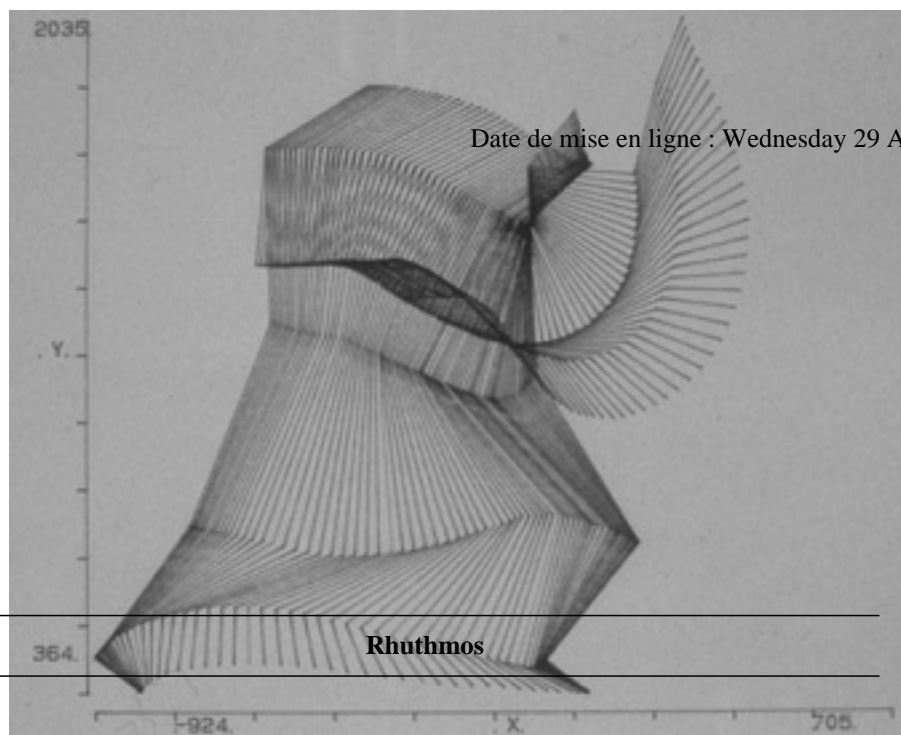 2035
Date de mise en ligne : Wednesday 29 A
Y.
Rhuthmos
364.
-924. X. 705.